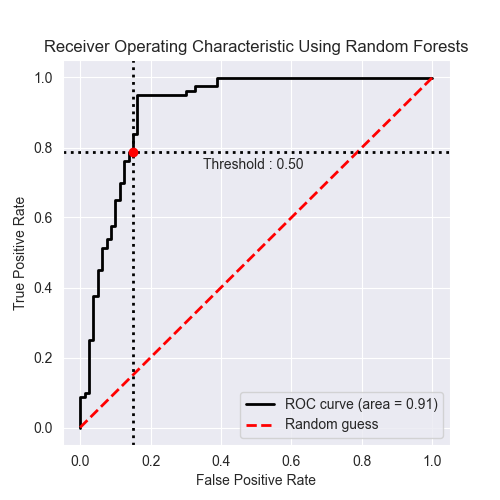 Receiver Operating Characteristic Using Random Forests
True Positive Rate
1.0
0.8
0.6
0.4
0.2
0.0
Threshold : 0.50
ROC curve (area = 0.91)
Random guess
0.0 0.2 0.4 0.6 0.8 1.0
False Positive Rate